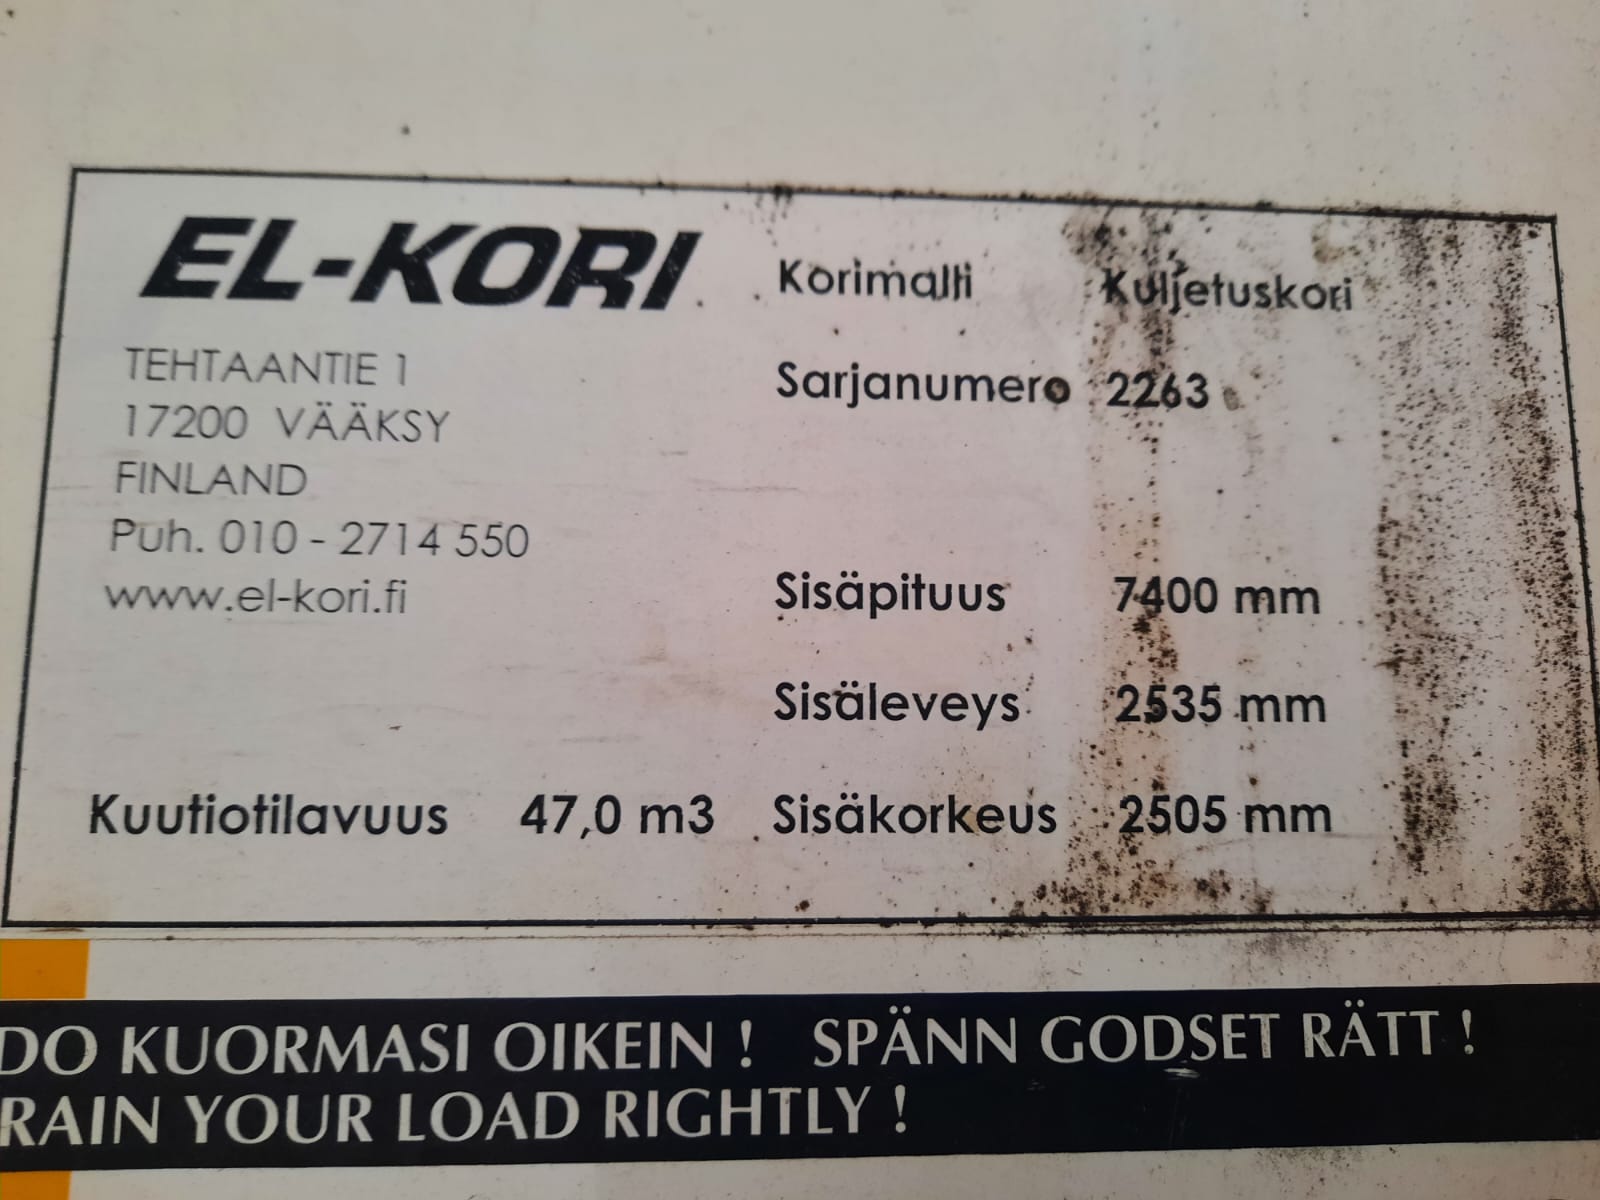 EL-KORI
TEHTAANTIE 1
17200 VÄÄKSY
FINLAND
Puh. 010 - 2714 550
www.el-kori.fi
Korimalli Kuljetuskori
Sarjanumero 2263
Sisäpituus 7400 mm
Sisäleveys 2535 mm
Kuutiotilavuus 47,0 m3 Sisäkorkeus 2505 mm
DO KUORMASI OIKEIN ! SPÄNN GODSET RÄTT !
RAIN YOUR LOAD RIGHTLY !